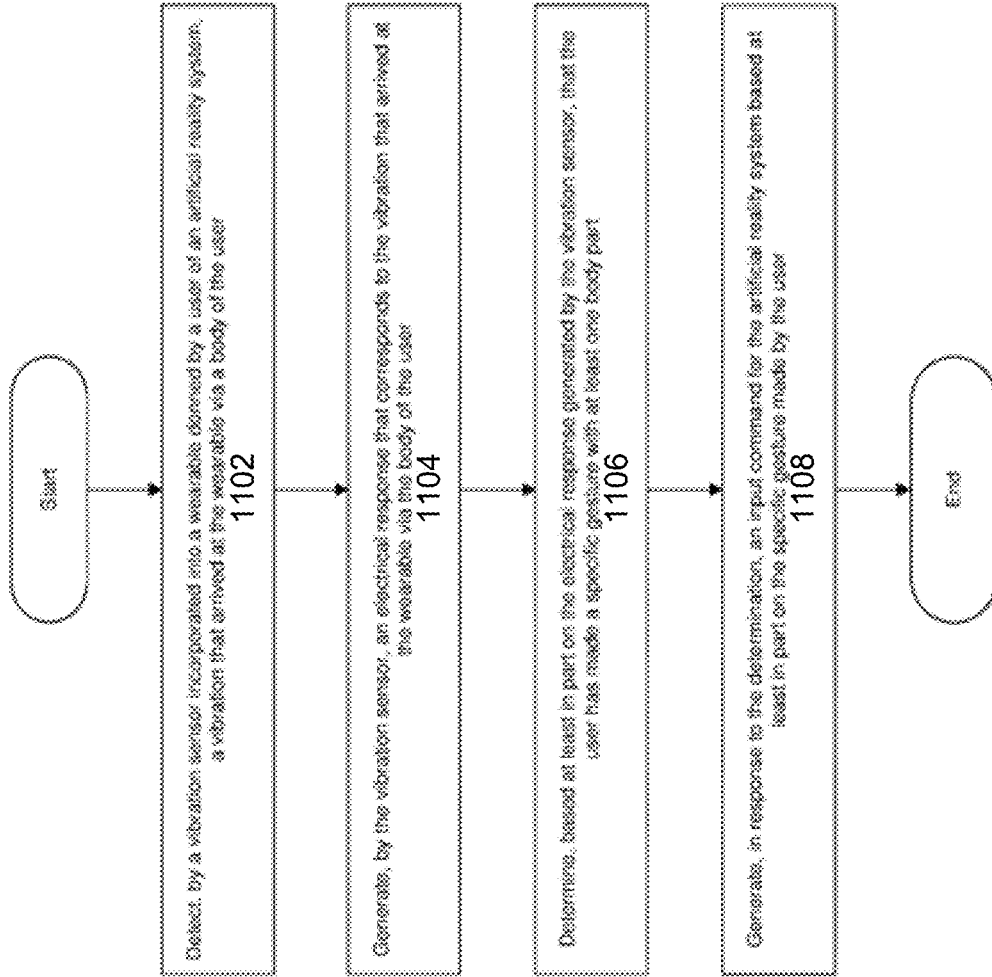 Start
Detect, by a vibration sensor incorporated into a wearable donned by a user of an artificial reality system,
a vibration that arrived at the wearable via a body of the user
1102
Generate, by the vibration sensor, an electrical response that corresponds to the vibration that arrived at
the wearable via the body of the user
1104
Determine, based at least in part on the electrical response generated by the vibration sensor, that the
user has made a specific gesture with at least one body part
1106
Generate, in response to the determination, an input command for the artificial reality system based at
least in part on the specific gesture made by the user
1108
End